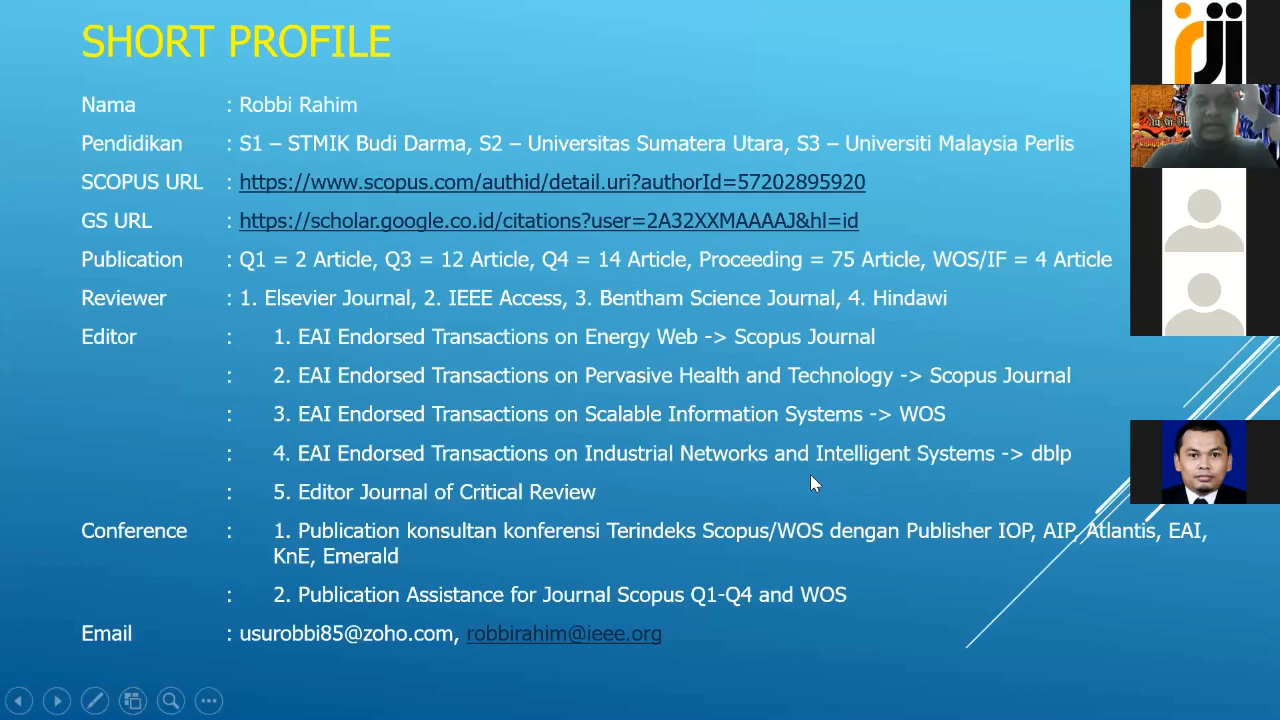 SHORT PROFILE
Nama : Robbi Rahim
Pendidikan : S1 – STMIK Budi Darma, S2 – Universitas Sumatera Utara, S3 – Universiti Malaysia Perlis
SCOPUS URL : https://www.scopus.com/authid/detail.uri?authorId=57202895920
GS URL : https://scholar.google.co.id/citations?user=2A32XXMAAAAJ&hl=id
Publication : Q1 = 2 Article, Q3 = 12 Article, Q4 = 14 Article, Proceeding = 75 Article, WOS/IF = 4 Article
Reviewer : 1. Elsevier Journal, 2. IEEE Access, 3. Bentham Science Journal, 4. Hindawi
Editor : 1. EAI Endorsed Transactions on Energy Web -> Scopus Journal
: 2. EAI Endorsed Transactions on Pervasive Health and Technology -> Scopus Journal
: 3. EAI Endorsed Transactions on Scalable Information Systems -> WOS
: 4. EAI Endorsed Transactions on Industrial Networks and Intelligent Systems -> dblp
: 5. Editor Journal of Critical Review
Conference : 1. Publication konsultan konferensi Terindeks Scopus/WOS dengan Publisher IOP, AIP, Atlantis, EAI,
KnE, Emerald
: 2. Publication Assistance for Journal Scopus Q1-Q4 and WOS
Email : usurobbi85@zoho.com, robbirahim@ieee.org
rji